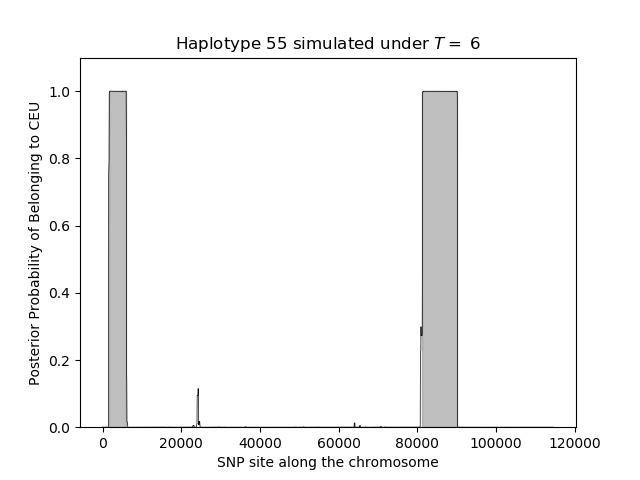 Haplotype 55 simulated under T = 6
Posterior Probability of Belonging to CEU
1.0
0.8
0.6
0.4
0.2
0.0
0 20000 40000 60000 80000 100000 120000
SNP site along the chromosome